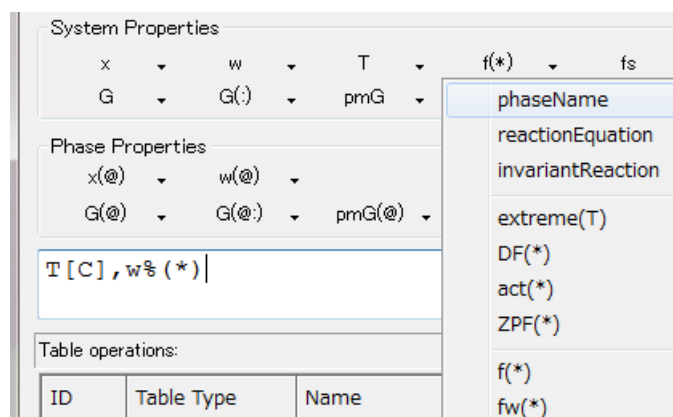 System Properties
x w T f(*) fs
G G(:) pmG
phaseName
reactionEquation
invariantReaction
extreme(T)
DF(*)
act(*)
ZPF(*)
f(*)
fw(*)
Phase Properties
x(@) w(@)
G(@) G(@:) pmG(@)
T[C],w%(*)
Table operations:
ID Table Type Name